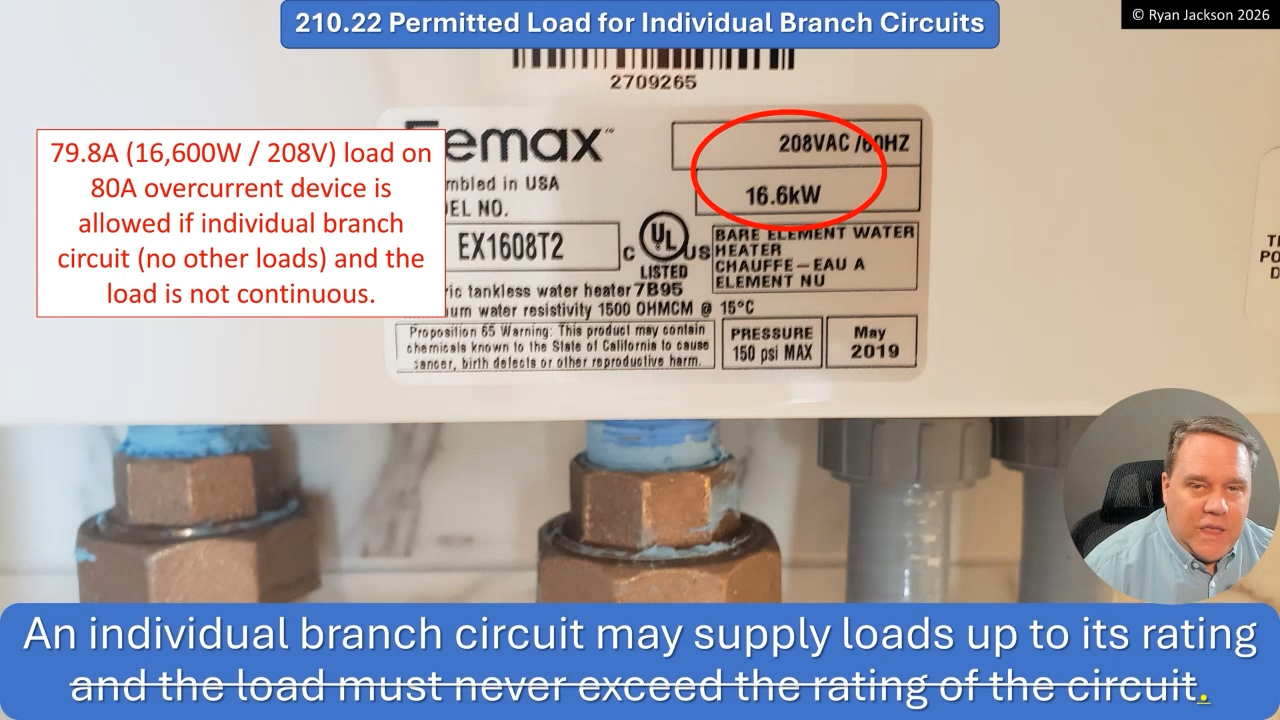 210.22 Permitted Load for Individual Branch Circuits
© Ryan Jackson 2026
2709265
79.8A (16,600W / 208V) load on
80A overcurrent device is
allowed if individual branch
circuit (no other loads) and the
load is not continuous.
emax™
208VAC /60HZ
16.6kW
mbled in USA
EL NO.
EX1608T2
C UL US
LISTED
7B95
BARE ELEMENT WATER
HEATER
CHAUFFE-EAU A
ELEMENT NU
ric tankless water heater
um water resistivity 1500 OHMCM @ 15°C
Proposition 65 Warning: This product may contain
chemicals known to the State of California to cause
cancer, birth defects or other reproductive harm.
PRESSURE
150 psi MAX
May
2019
An individual branch circuit may supply loads up to its rating
and the load must never exceed the rating of the circuit.